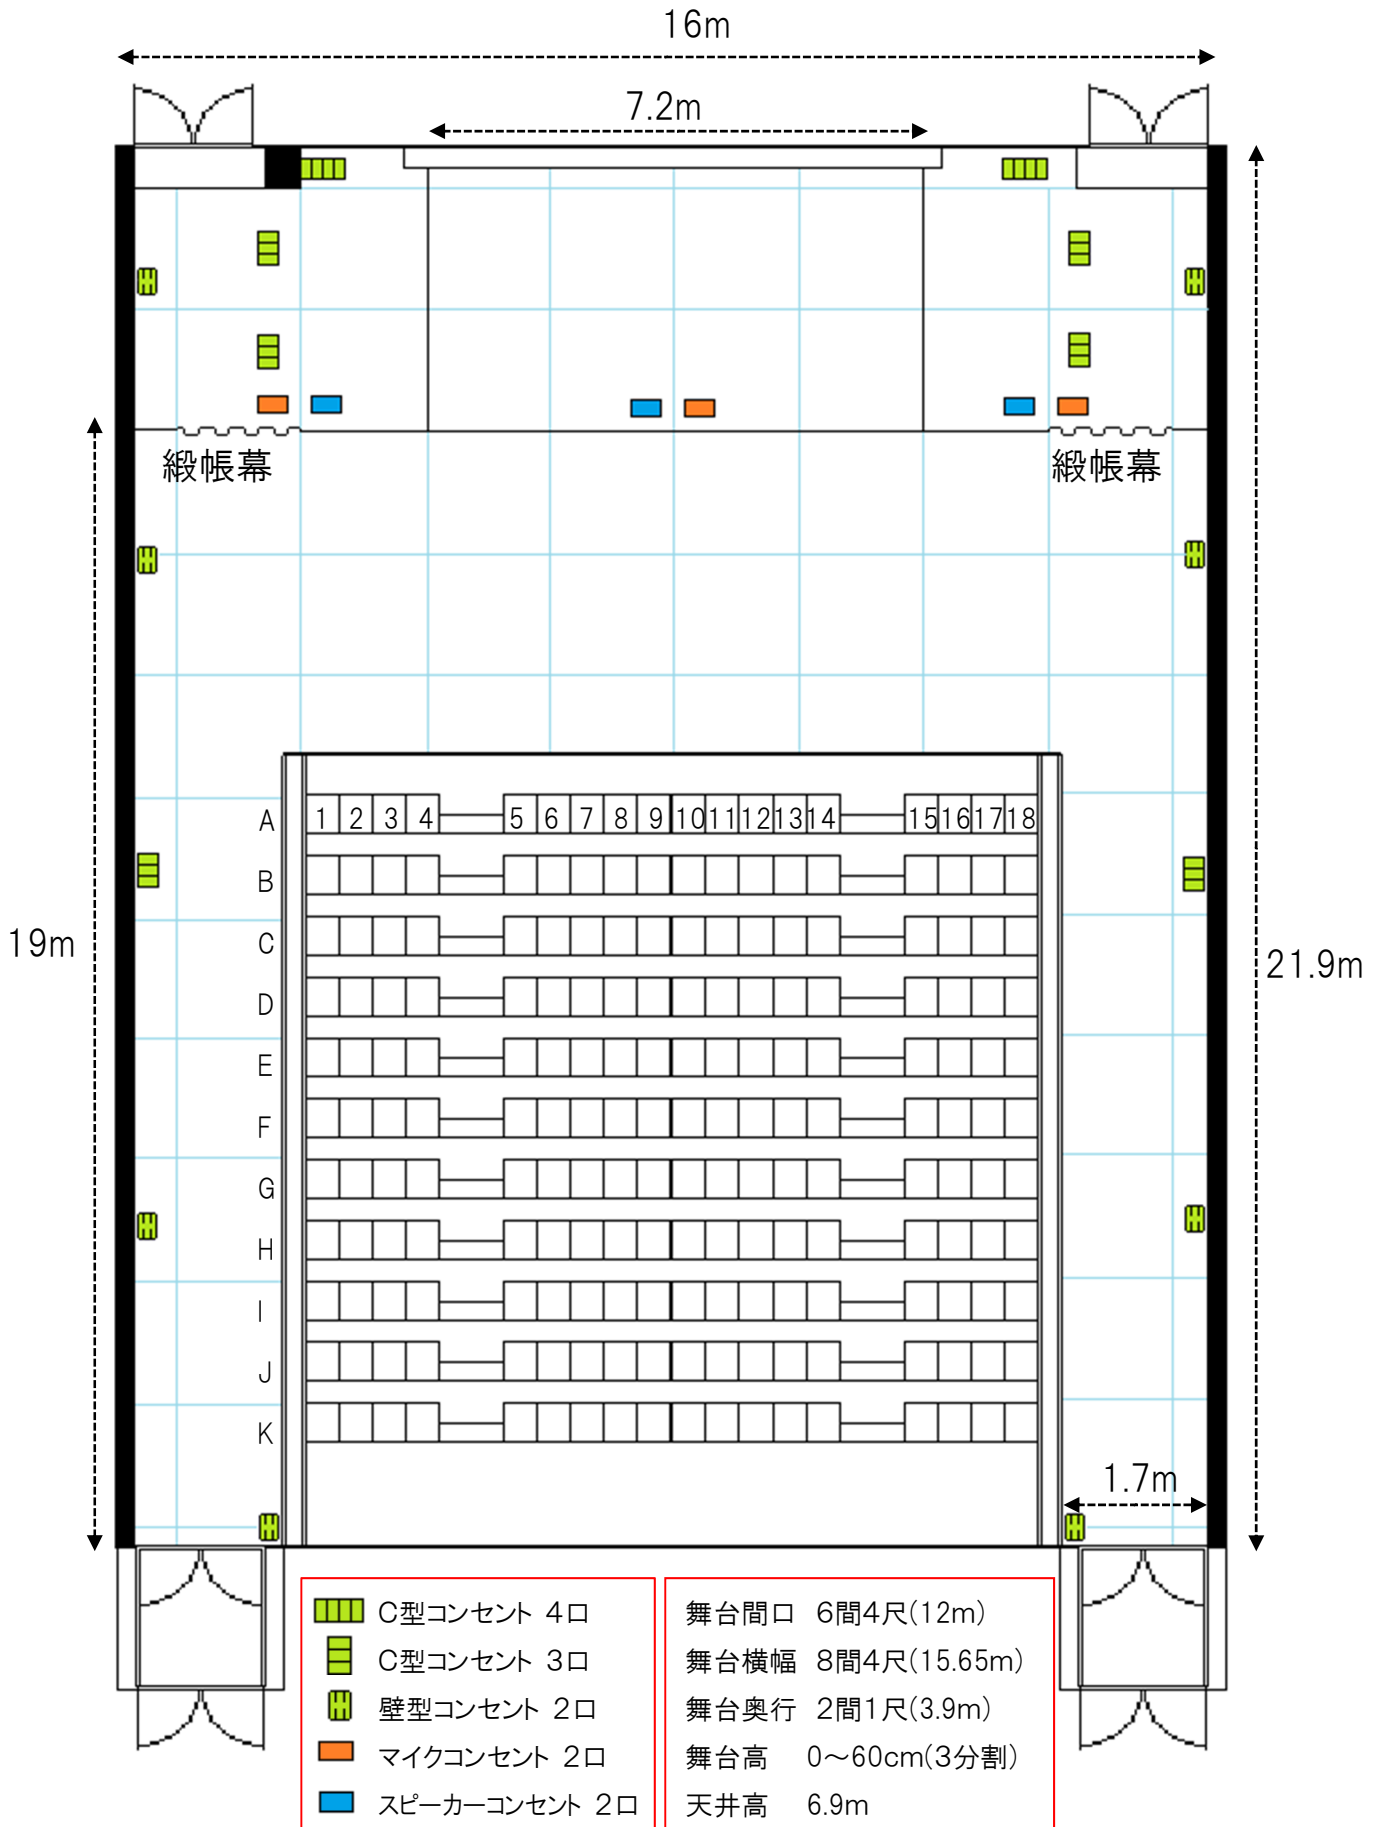 16m
7.2m
緞帳幕
緞帳幕
19m
21.9m
A 1 2 3 4 5 6 7 8 9 10 11 12 13 14 15 16 17 18
B
C
D
E
F
G
H
I
J
K
1.7m
C型コンセント 4口
C型コンセント 3口
壁型コンセント 2口
マイクコンセント 2口
スピーカーコンセント 2口
舞台間口 6間4尺(12m)
舞台横幅 8間4尺(15.65m)
舞台奥行 2間1尺(3.9m)
舞台高 0～60cm(3分割)
天井高 6.9m